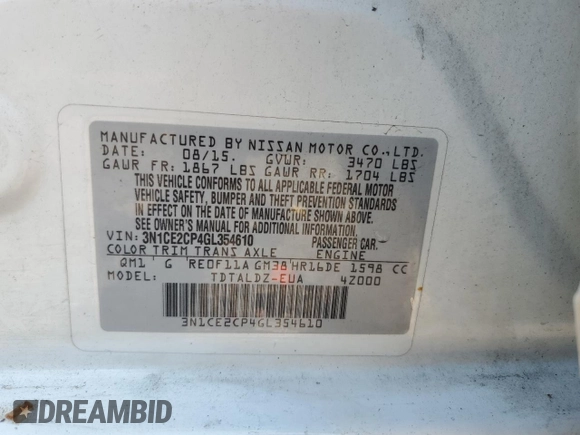 MANUFACTURED BY NISSAN MOTOR CO.,LTD.
DATE: 08/15. GVWR: 3470 LBS
GAWR FR: 1867 LBS GAWR RR: 1704 LBS
THIS VEHICLE CONFORMS TO ALL APPLICABLE FEDERAL MOTOR
VEHICLE SAFETY, BUMPER AND THEFT PREVENTION STANDARDS
IN EFFECT ON THE DATE OF MANUFACTURE SHOWN ABOVE.
SEE OWNER'S MANUAL FOR ADDITIONAL INFORMATION.
VIN: 3N1CE2CP4GL354610 PASSENGER CAR
COLOR TRIM TRANS AXLE ENGINE
QM1 G RE0F11A GM38 HR16DE 1598 CC
MODEL: TDTALDZ-EUA 42000
3N1CE2CP4GL354610
DREAMBID